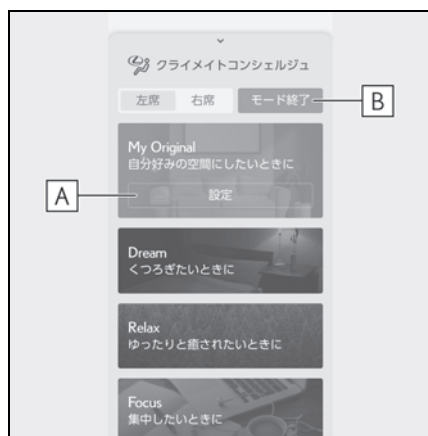 クライメイトコンシェルジュ
左席 右席 モード終了 B
My Original
自分好みの空間にしたいときに
A 設定
Dream
くつろぎたいときに
Relax
ゆったりと癒されたいときに
Focus
集中したいときに